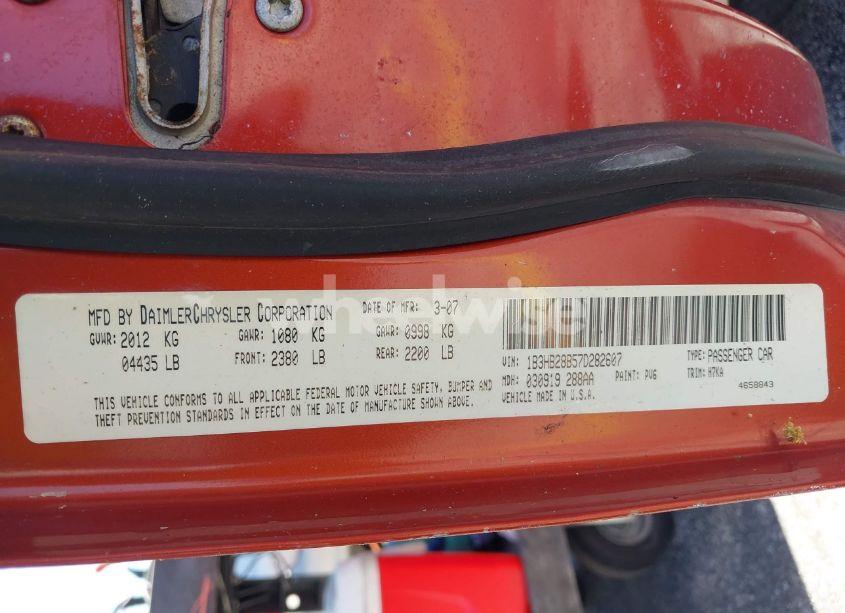 MFD BY DAIMLERCHRYSLER CORPORATION
DATE OF MFR: 3-07
GVWR: 2012 KG
GAWR: 1080 KG
GAWR: 0998 KG
04435 LB
FRONT: 2380 LB
REAR: 2200 LB
THIS VEHICLE CONFORMS TO ALL APPLICABLE FEDERAL MOTOR VEHICLE SAFETY, BUMPER AND
THEFT PREVENTION STANDARDS IN EFFECT ON THE DATE OF MANUFACTURE SHOWN ABOVE.
VIN: 1B3HB28B57D282607
TYPE: PASSENGER CAR
MDH: 030819 288AA
PAINT: PV6
TRIM: H7KA
VEHICLE MADE IN U.S.A.
4658843
wheelwise